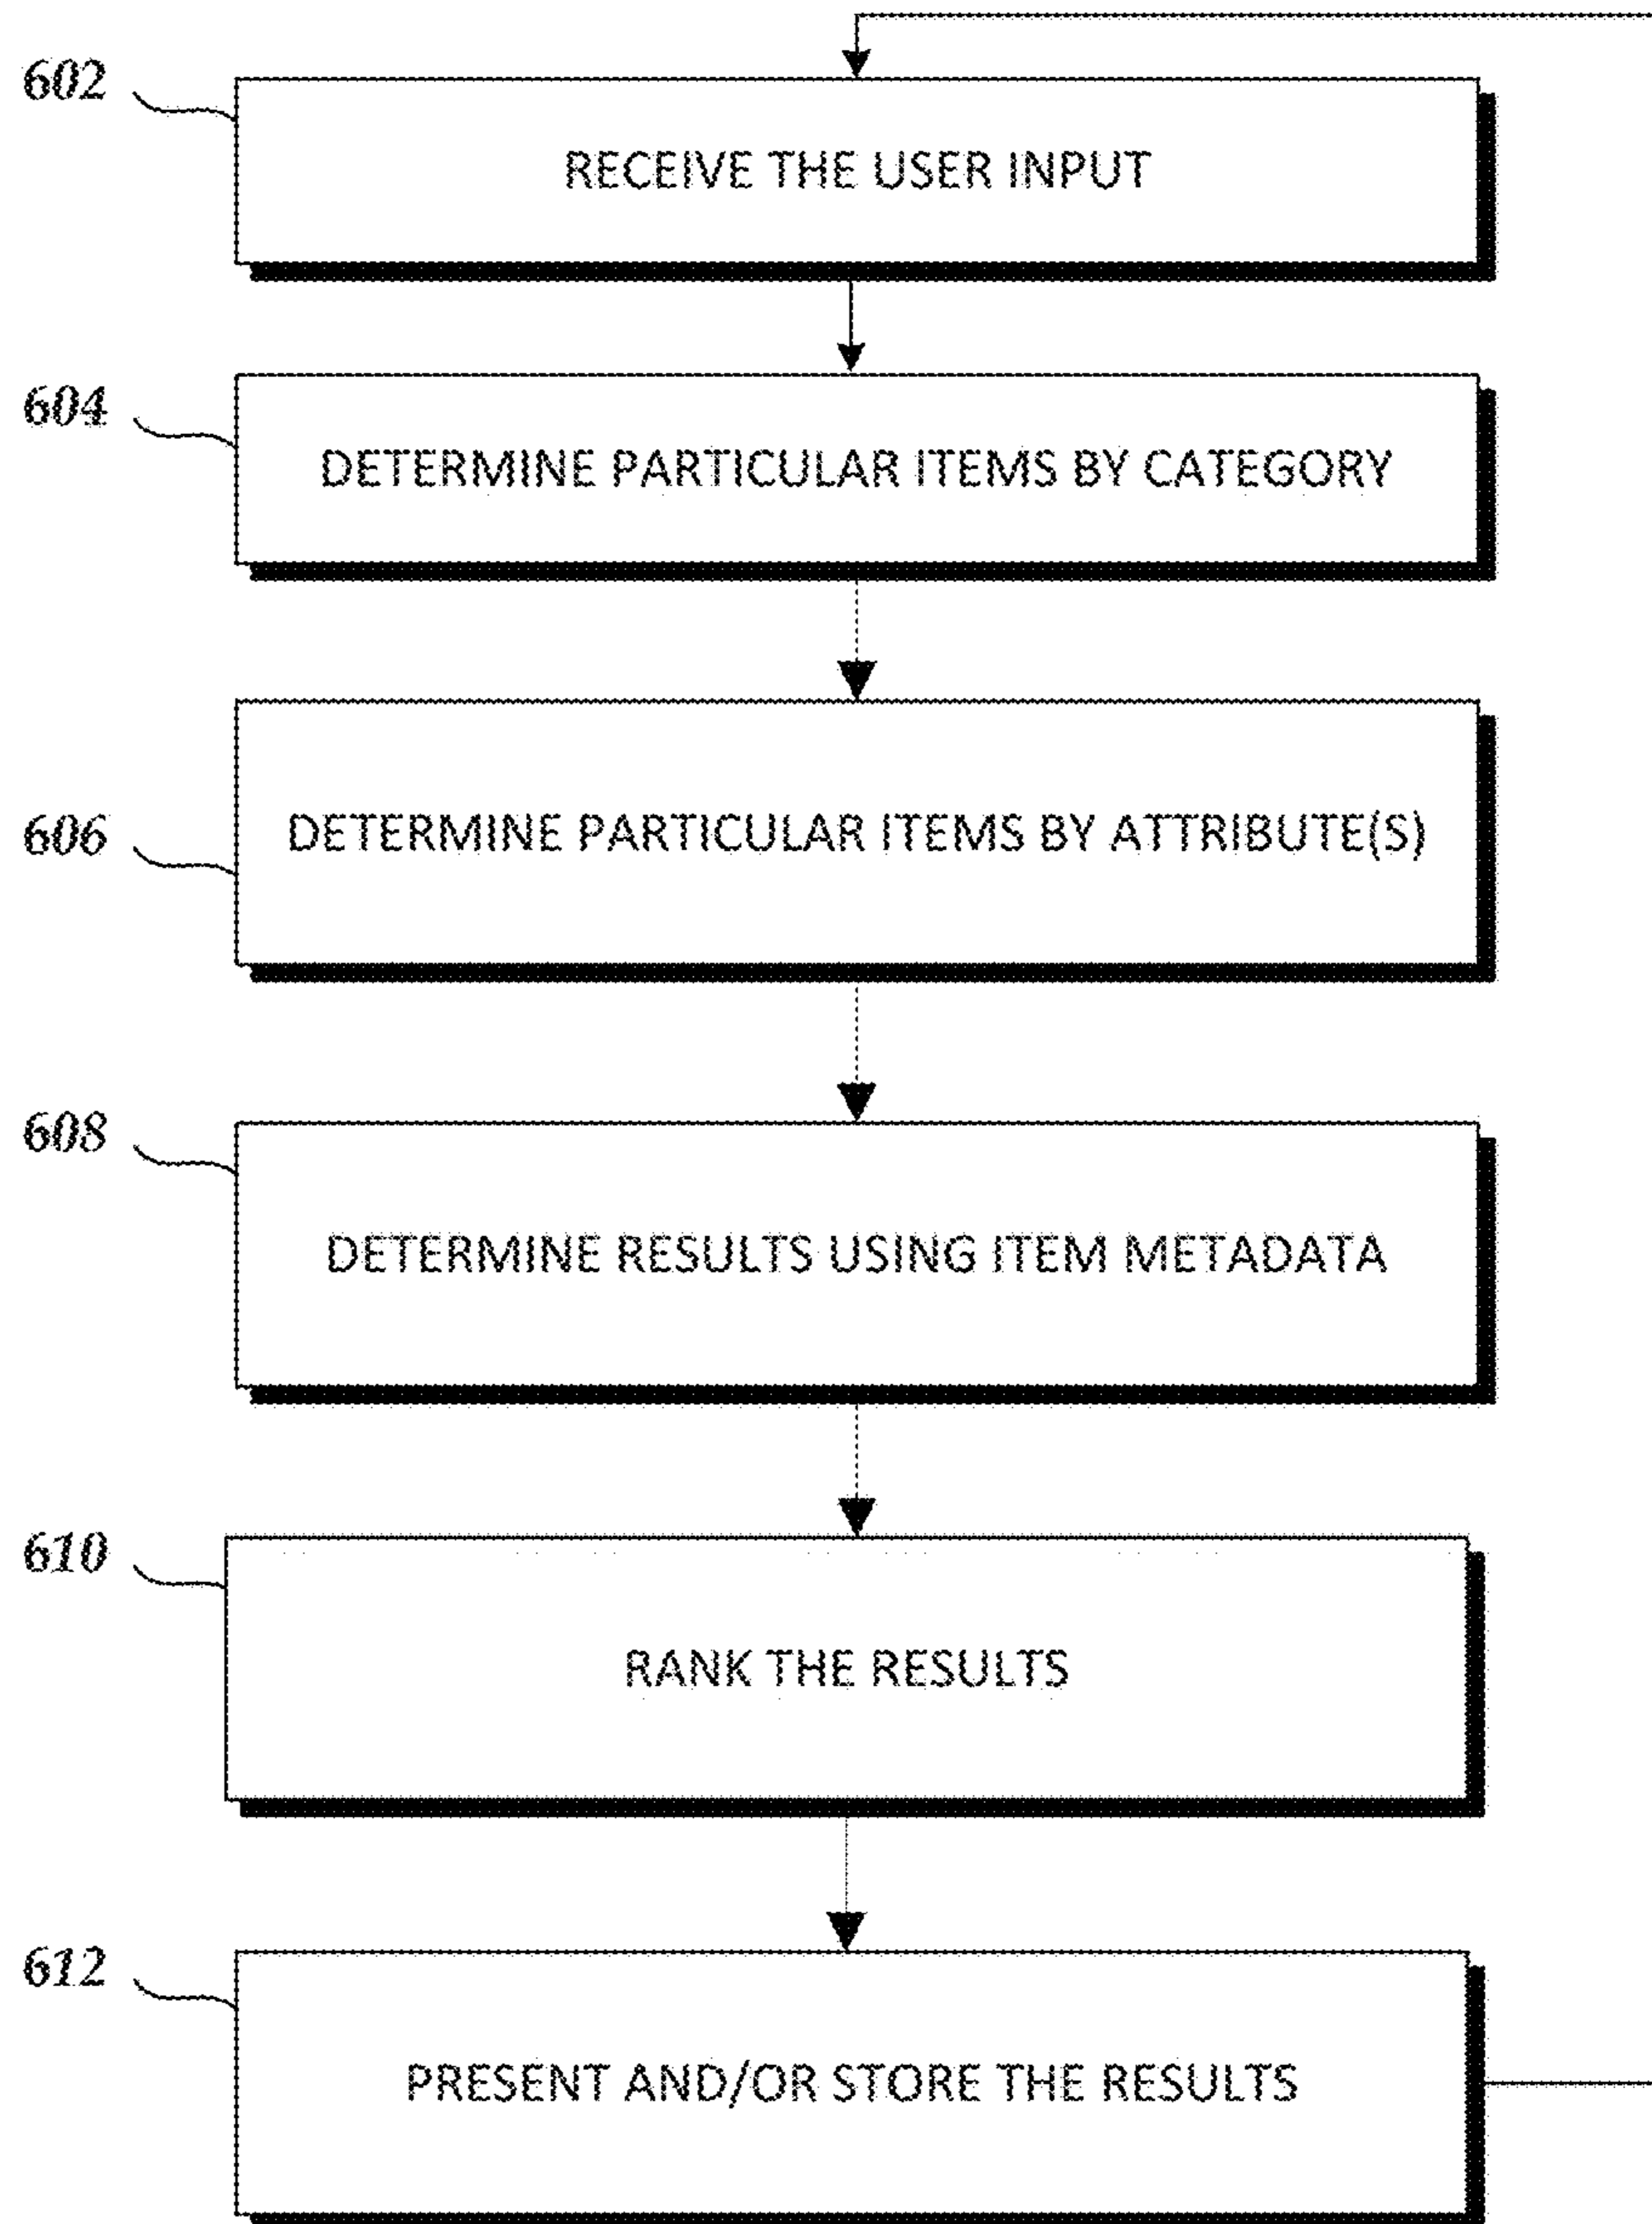 602
RECEIVE THE USER INPUT
604
DETERMINE PARTICULAR ITEMS BY CATEGORY
606
DETERMINE PARTICULAR ITEMS BY ATTRIBUTE(S)
608
DETERMINE RESULTS USING ITEM METADATA
610
RANK THE RESULTS
612
PRESENT AND/OR STORE THE RESULTS